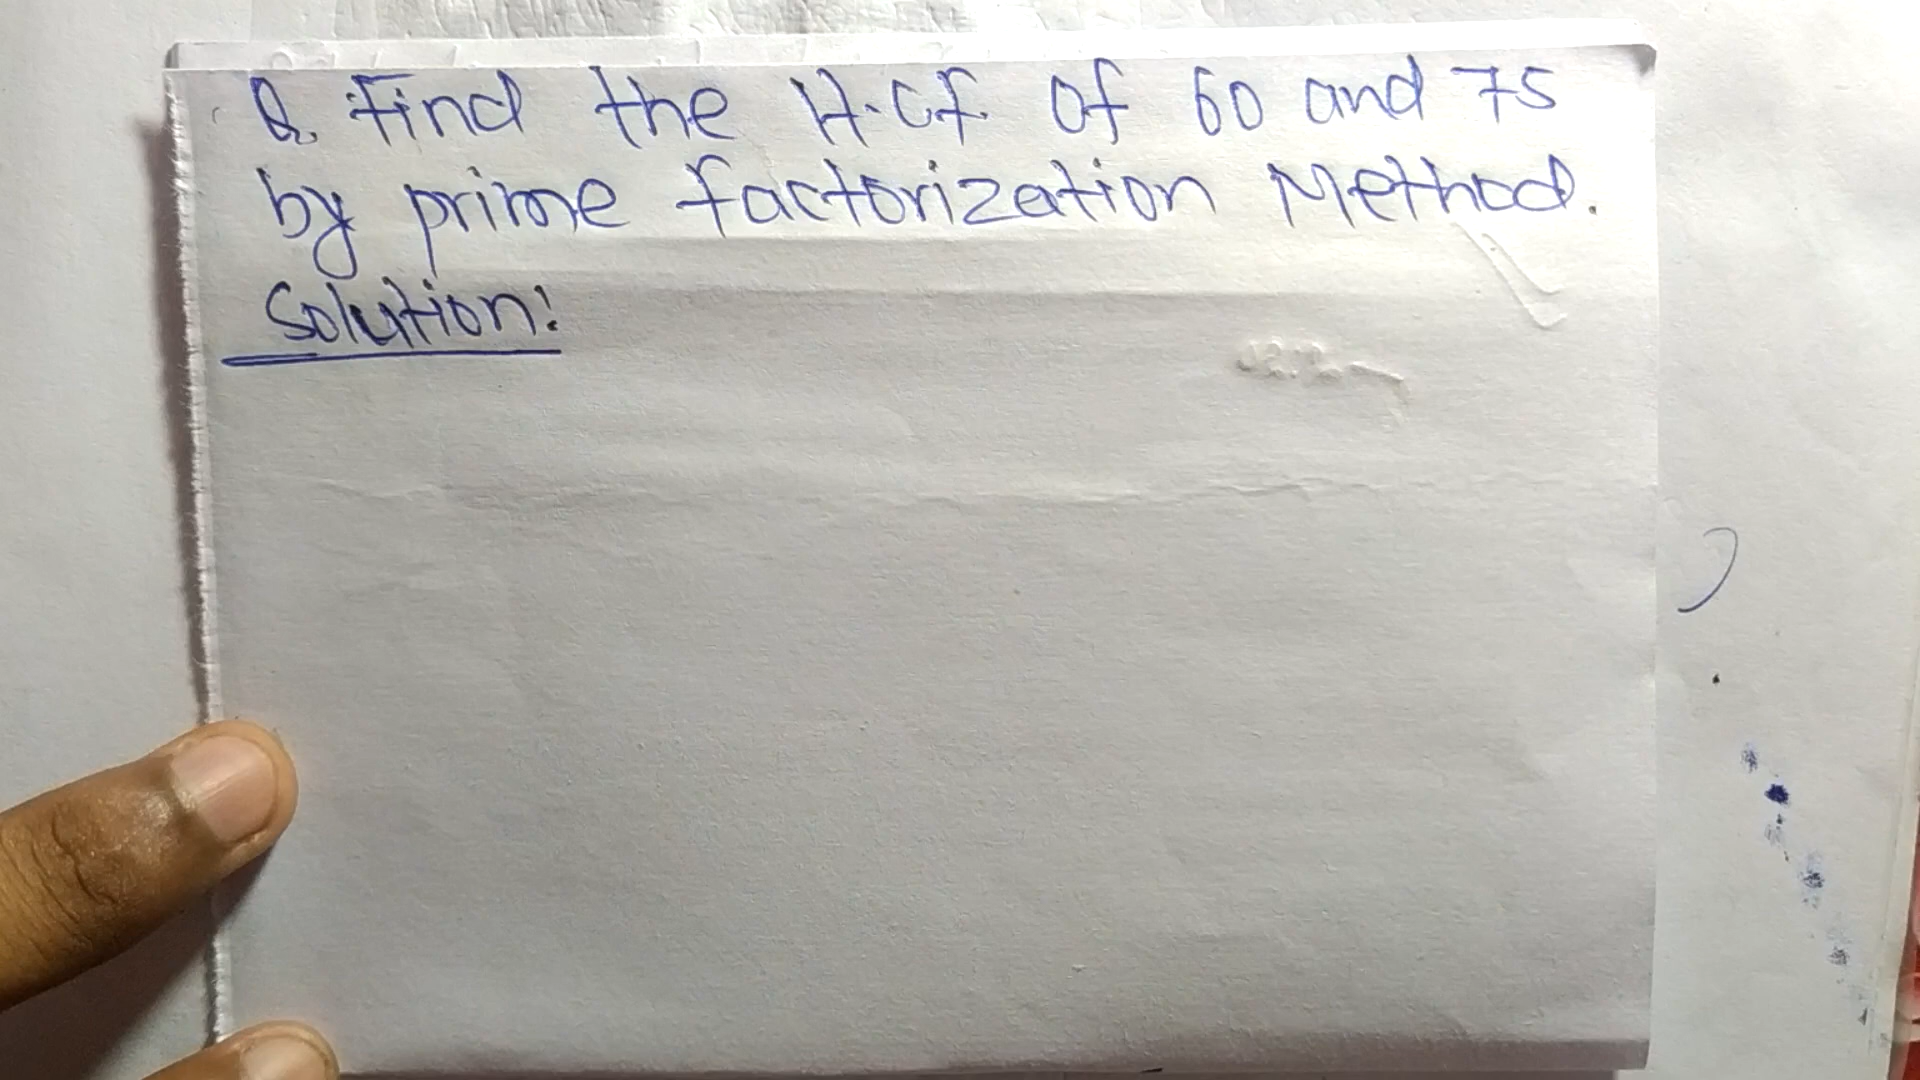 Q. Find the H.C.F. of 60 and 75
by prime factorization Method.
Solution: